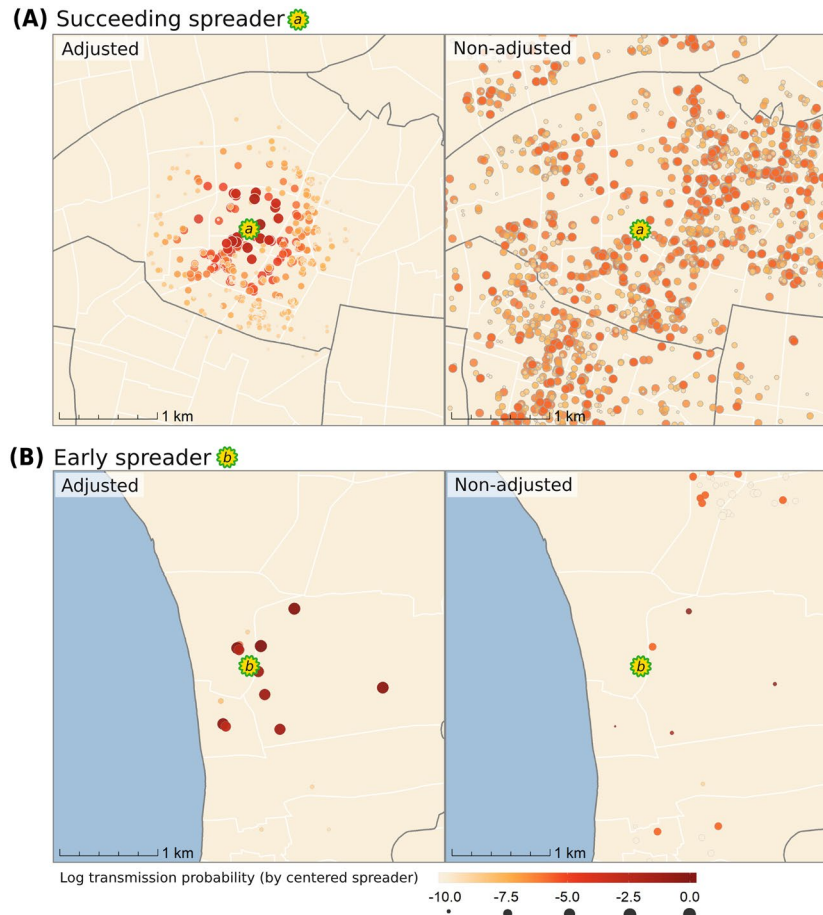 (A) Succeeding spreader a
Adjusted
Non-adjusted
a
a
1 km
1 km
(B) Early spreader b
Adjusted
Non-adjusted
b
b
1 km
1 km
Log transmission probability (by centered spreader)
-10.0 -7.5 -5.0 -2.5 0.0